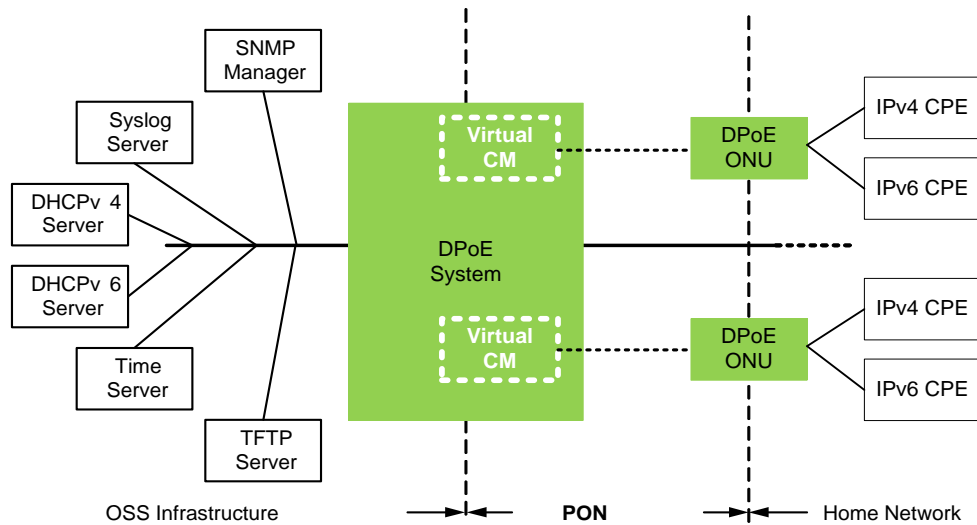 SNMP
Manager
Syslog
Server
DHCPv 4
Server
DHCPv 6
Server
Time
Server
TFTP
Server
Virtual
CM
DPoE
System
Virtual
CM
DPoE
ONU
IPv4 CPE
IPv6 CPE
DPoE
ONU
IPv4 CPE
IPv6 CPE
OSS Infrastructure
PON
Home Network